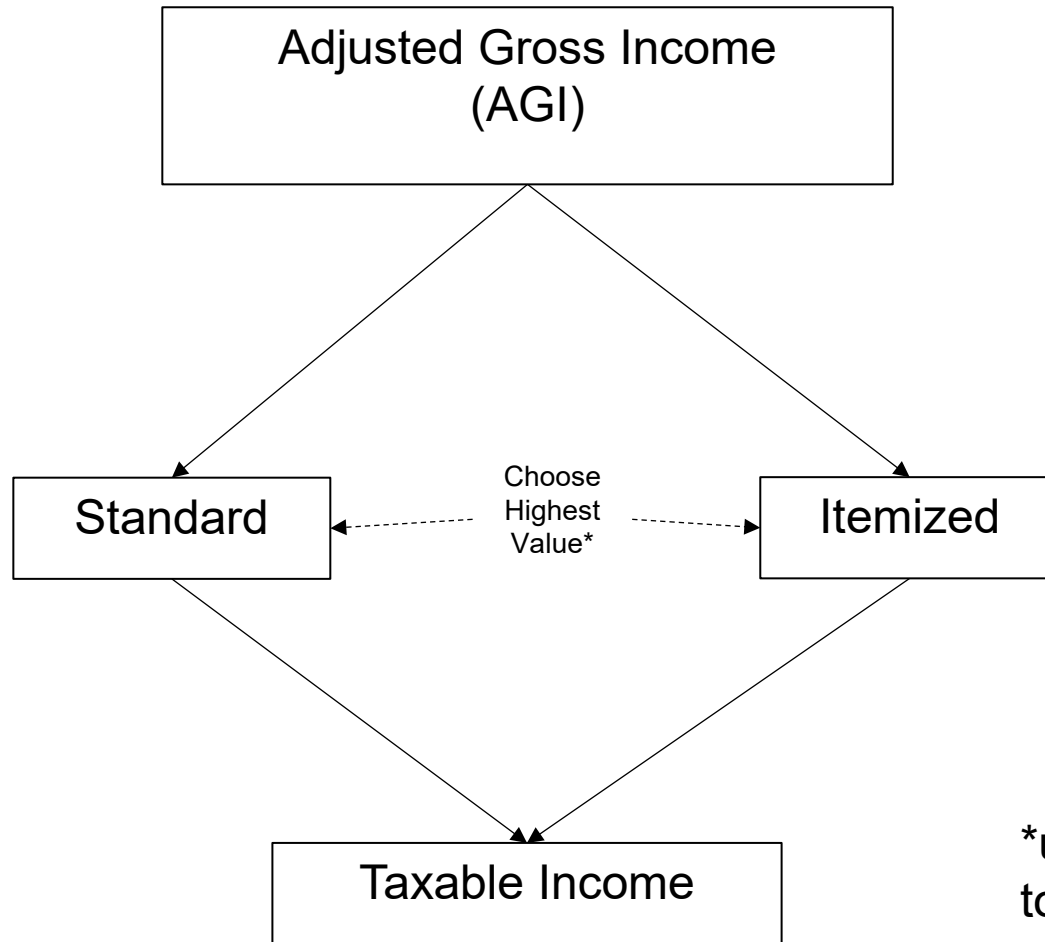 Adjusted Gross Income
(AGI)
Standard
Choose
Highest
Value*
Itemized
Taxable Income